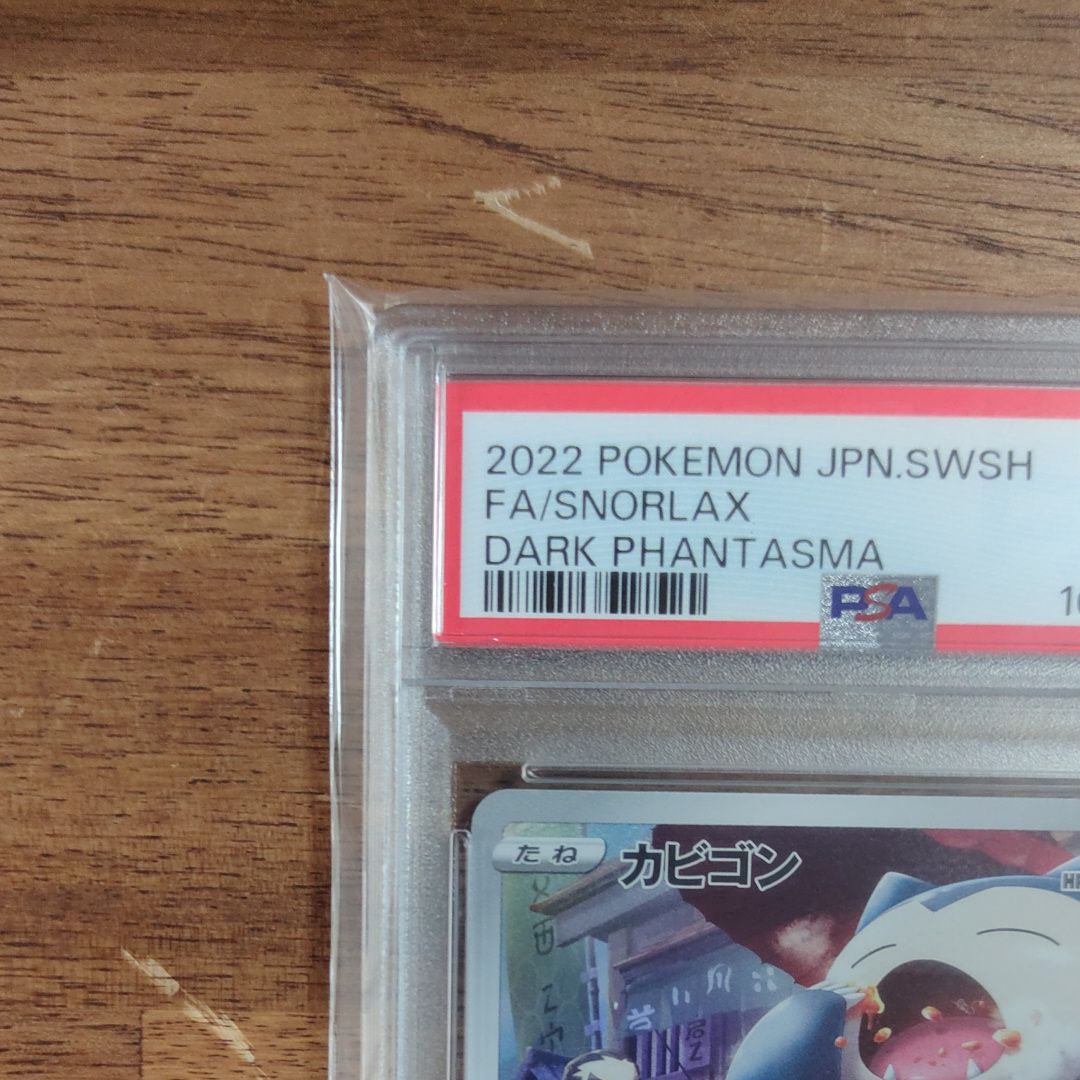 2022 POKEMON JPN.SWSH
FA/SNORLAX
DARK PHANTASMA
PSA
たね カビゴン